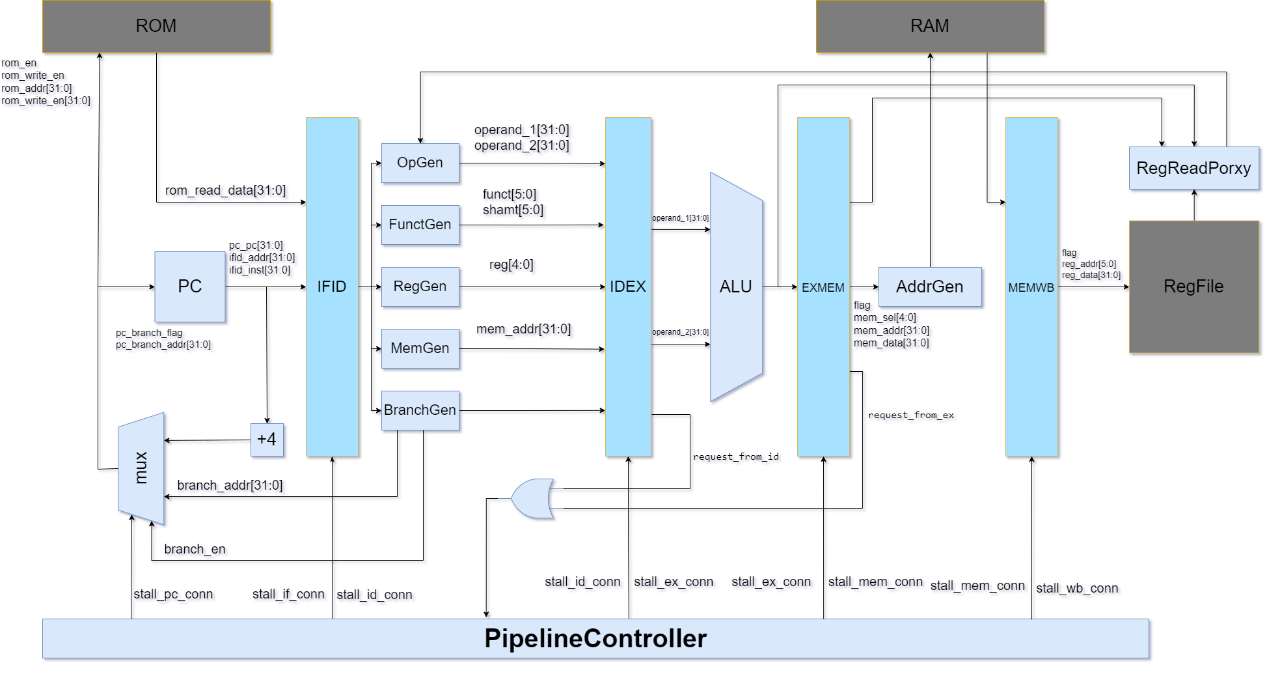 ROM
RAM
rom_en
rom_write_en
rom_addr[31:0]
rom_write_en[31:0]
rom_read_data[31:0]
PC
pc_pc[31:0]
ifId_addr[31:0]
ifid_inst[31:0]
pc_branch_flag
pc_branch_addr[31:0]
+4
mux
branch_addr[31:0]
branch_en
IFID
OpGen
FunctGen
RegGen
MemGen
BranchGen
operand_1[31:0]
operand_2[31:0]
funct[5:0]
shamt[5:0]
reg[4:0]
mem_addr[31:0]
IDEX
operand_1[31:0]
operand_2[31:0]
ALU
EXMEM
AddrGen
flag
mem_sel[4:0]
mem_addr[31:0]
mem_data[31:0]
request_from_ex
request_from_id
MEMWB
flag
reg_addr[5:0]
reg_data[31:0]
RegReadPorxy
RegFile
stall_pc_conn
stall_if_conn
stall_id_conn
stall_id_conn
stall_ex_conn
stall_ex_conn
stall_mem_conn
stall_mem_conn
stall_wb_conn
PipelineController